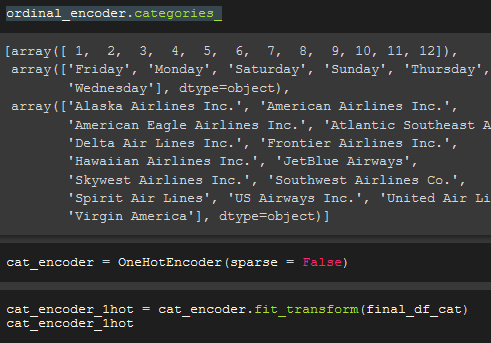 ordinal_encoder.categories_
[array([ 1,  2,  3,  4,  5,  6,  7,  8,  9, 10, 11, 12]),
 array(['Friday', 'Monday', 'Saturday', 'Sunday', 'Thursday',
        'Wednesday'], dtype=object),
 array(['Alaska Airlines Inc.', 'American Airlines Inc.',
        'American Eagle Airlines Inc.', 'Atlantic Southeast A
        'Delta Air Lines Inc.', 'Frontier Airlines Inc.',
        'Hawaiian Airlines Inc.', 'JetBlue Airways',
        'Skywest Airlines Inc.', 'Southwest Airlines Co.',
        'Spirit Air Lines', 'US Airways Inc.', 'United Air Li
        'Virgin America'], dtype=object)]
cat_encoder = OneHotEncoder(sparse = False)
cat_encoder_1hot = cat_encoder.fit_transform(final_df_cat)
cat_encoder_1hot